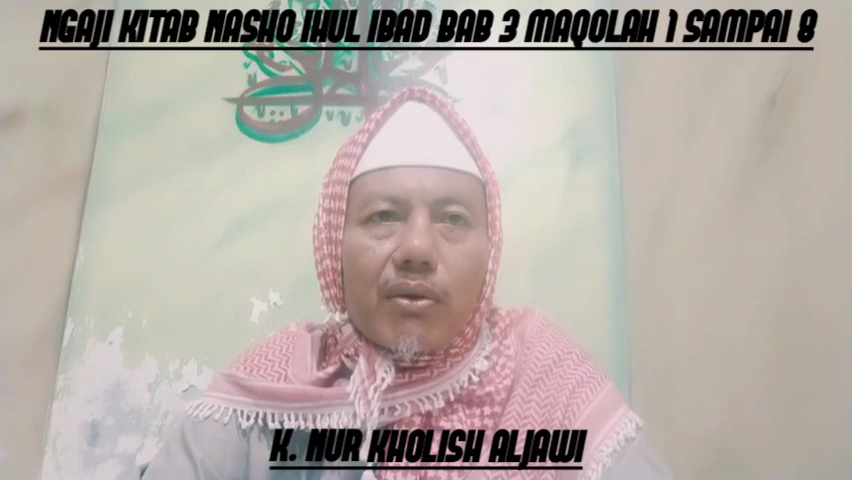 NGAJI KITAB NASHO IHUL IBAD BAB 3 MAQOLAH 1 SAMPAI 8
K. NUR KHOLISH ALJAWI